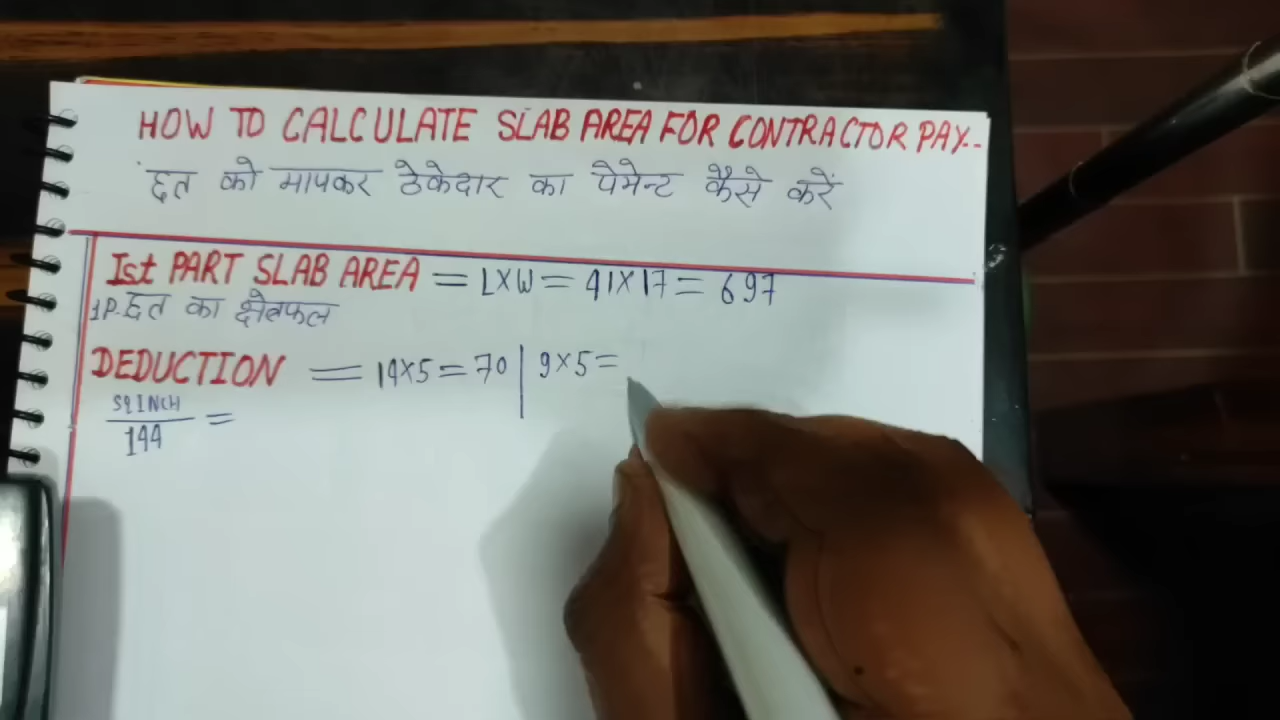 HOW TO CALCULATE SLAB AREA FOR CONTRACTOR PAY..
छत को मापकर ठेकेदार का पेमेन्ट कैसे करें
Ist PART SLAB AREA = L×W = 41×17 = 697
1P. छत का क्षेत्रफल
DEDUCTION = 14×5 = 70 | 9×5 =
SQ INCH
144 =